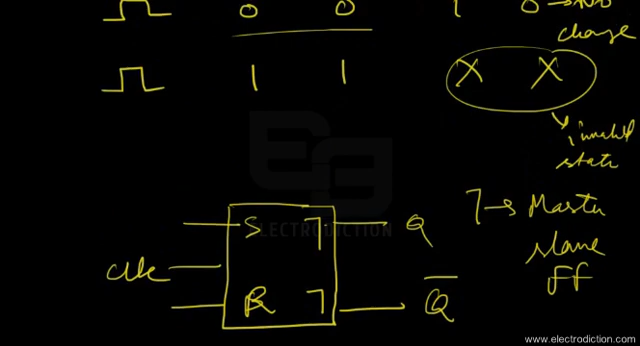 0 0 1 0 → No
change
1 1 X X
invalid
state
S ㄱ Q
ㄱ → Master
slave
FF
Clk
R ㄱ Q̅
ELECTRODICTION
www.electrodiction.com